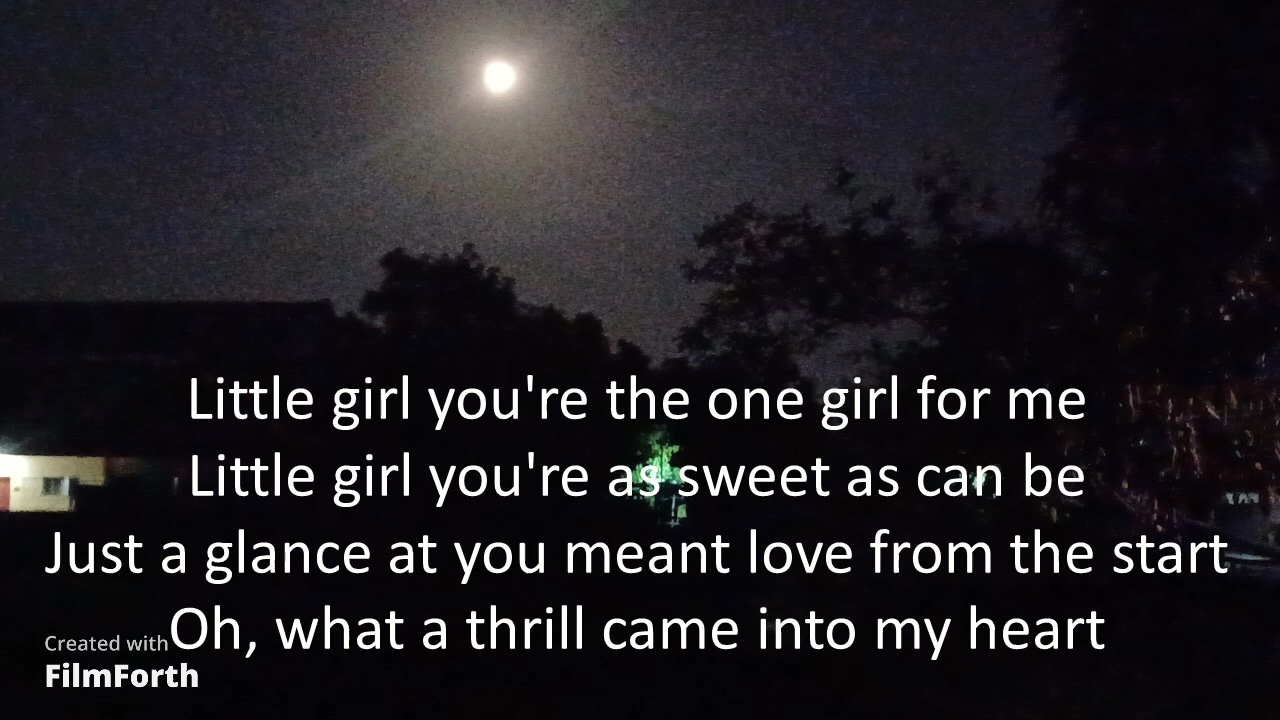 Little girl you're the one girl for me
Little girl you're as sweet as can be
Just a glance at you meant love from the start
Oh, what a thrill came into my heart
Created with
FilmForth